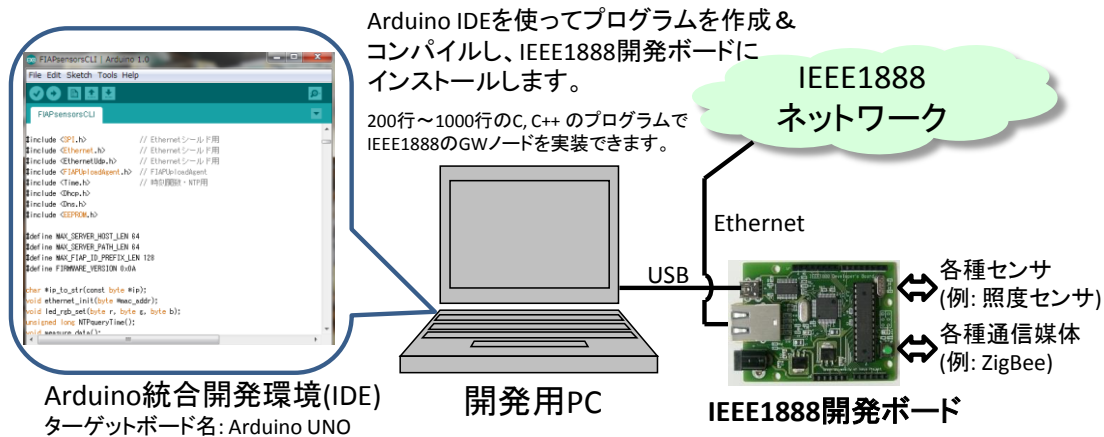 Arduino IDEを使ってプログラムを作成＆
コンパイルし、IEEE1888開発ボードに
インストールします。
200行～1000行のC, C++ のプログラムで
IEEE1888のGWノードを実装できます。
FIAPsensorsCLI | Arduino 1.0
File Edit Sketch Tools Help
FIAPsensorsCLI
#include <SPI.h> // Ethernetシールド用
#include <Ethernet.h> // Ethernetシールド用
#include <EthernetUdp.h> // Ethernetシールド用
#include <FIAPUploadAgent.h> // FIAPUploadAgent
#include <Time.h> // 時刻関係・NTP用
#include <Dhcp.h>
#include <Dns.h>
#include <EEPROM.h>
#define MAX_SERVER_HOST_LEN 64
#define MAX_SERVER_PATH_LEN 64
#define MAX_FIAP_ID_PREFIX_LEN 128
#define FIRMWARE_VERSION 0x0A
char *ip_to_str(const byte *ip);
void ethernet_init(byte *mac_addr);
void led_rgb_set(byte r, byte g, byte b);
unsigned long NTPqueryTime();
void measure_data();
Arduino統合開発環境(IDE)
ターゲットボード名: Arduino UNO
開発用PC
IEEE1888
ネットワーク
Ethernet
USB
IEEE1888 Developer's Board
各種センサ
(例: 照度センサ)
各種通信媒体
(例: ZigBee)
IEEE1888開発ボード